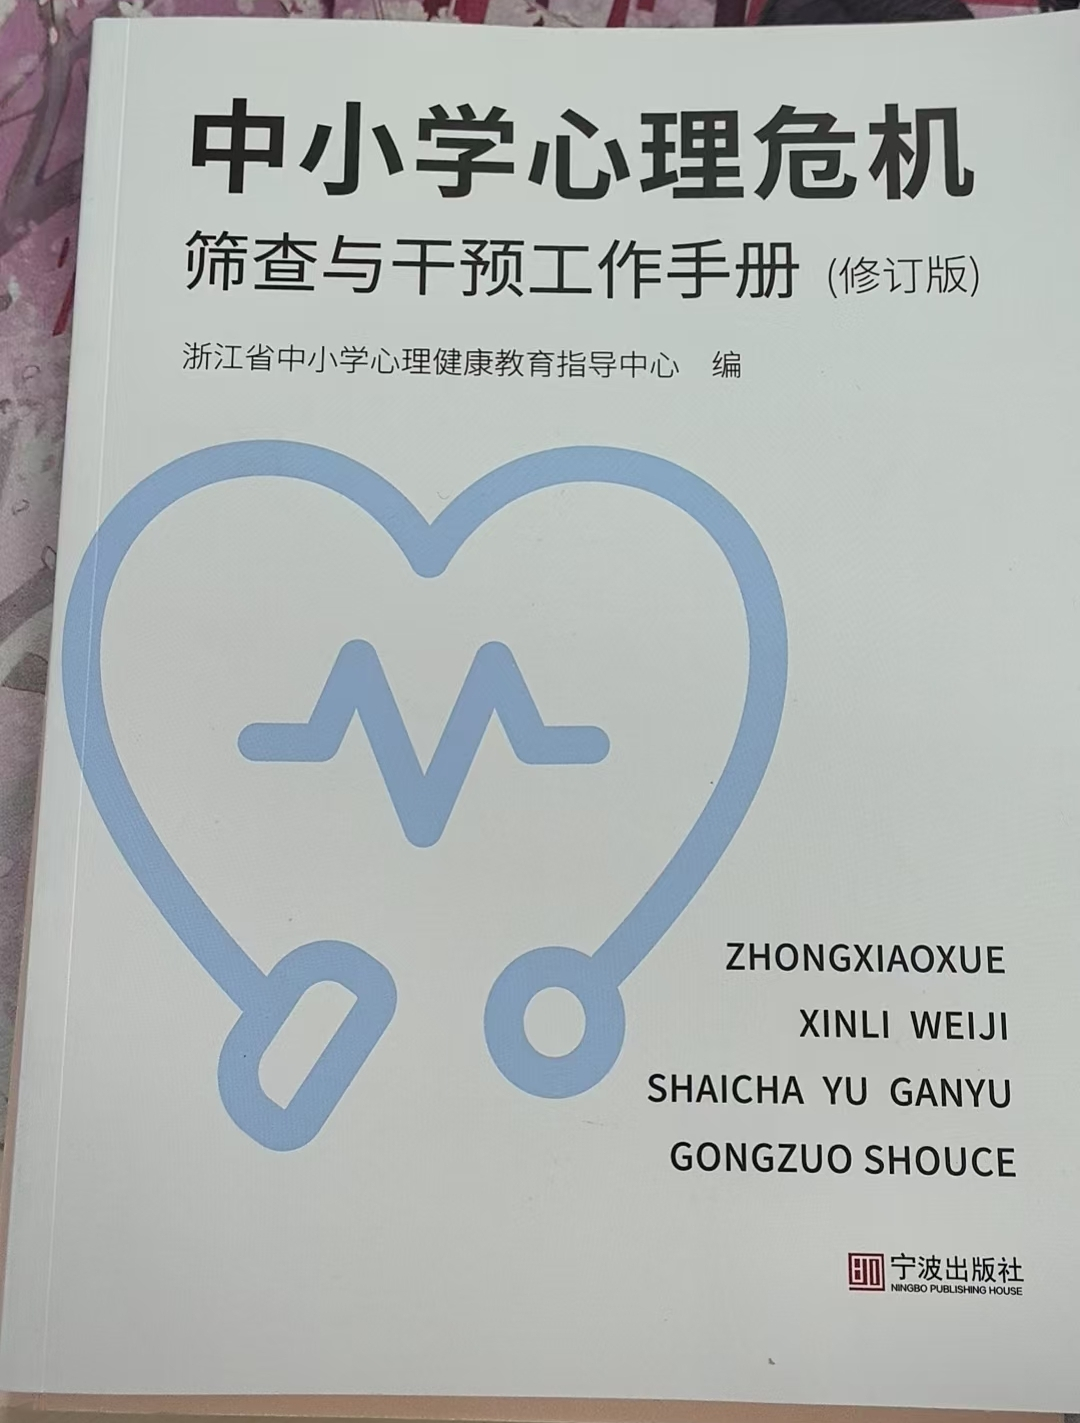 中小学心理危机
筛查与干预工作手册 (修订版)
浙江省中小学心理健康教育指导中心 编
ZHONGXIAOXUE
XINLI WEIJI
SHAICHA YU GANYU
GONGZUO SHOUCE
宁波出版社
NINGBO PUBLISHING HOUSE